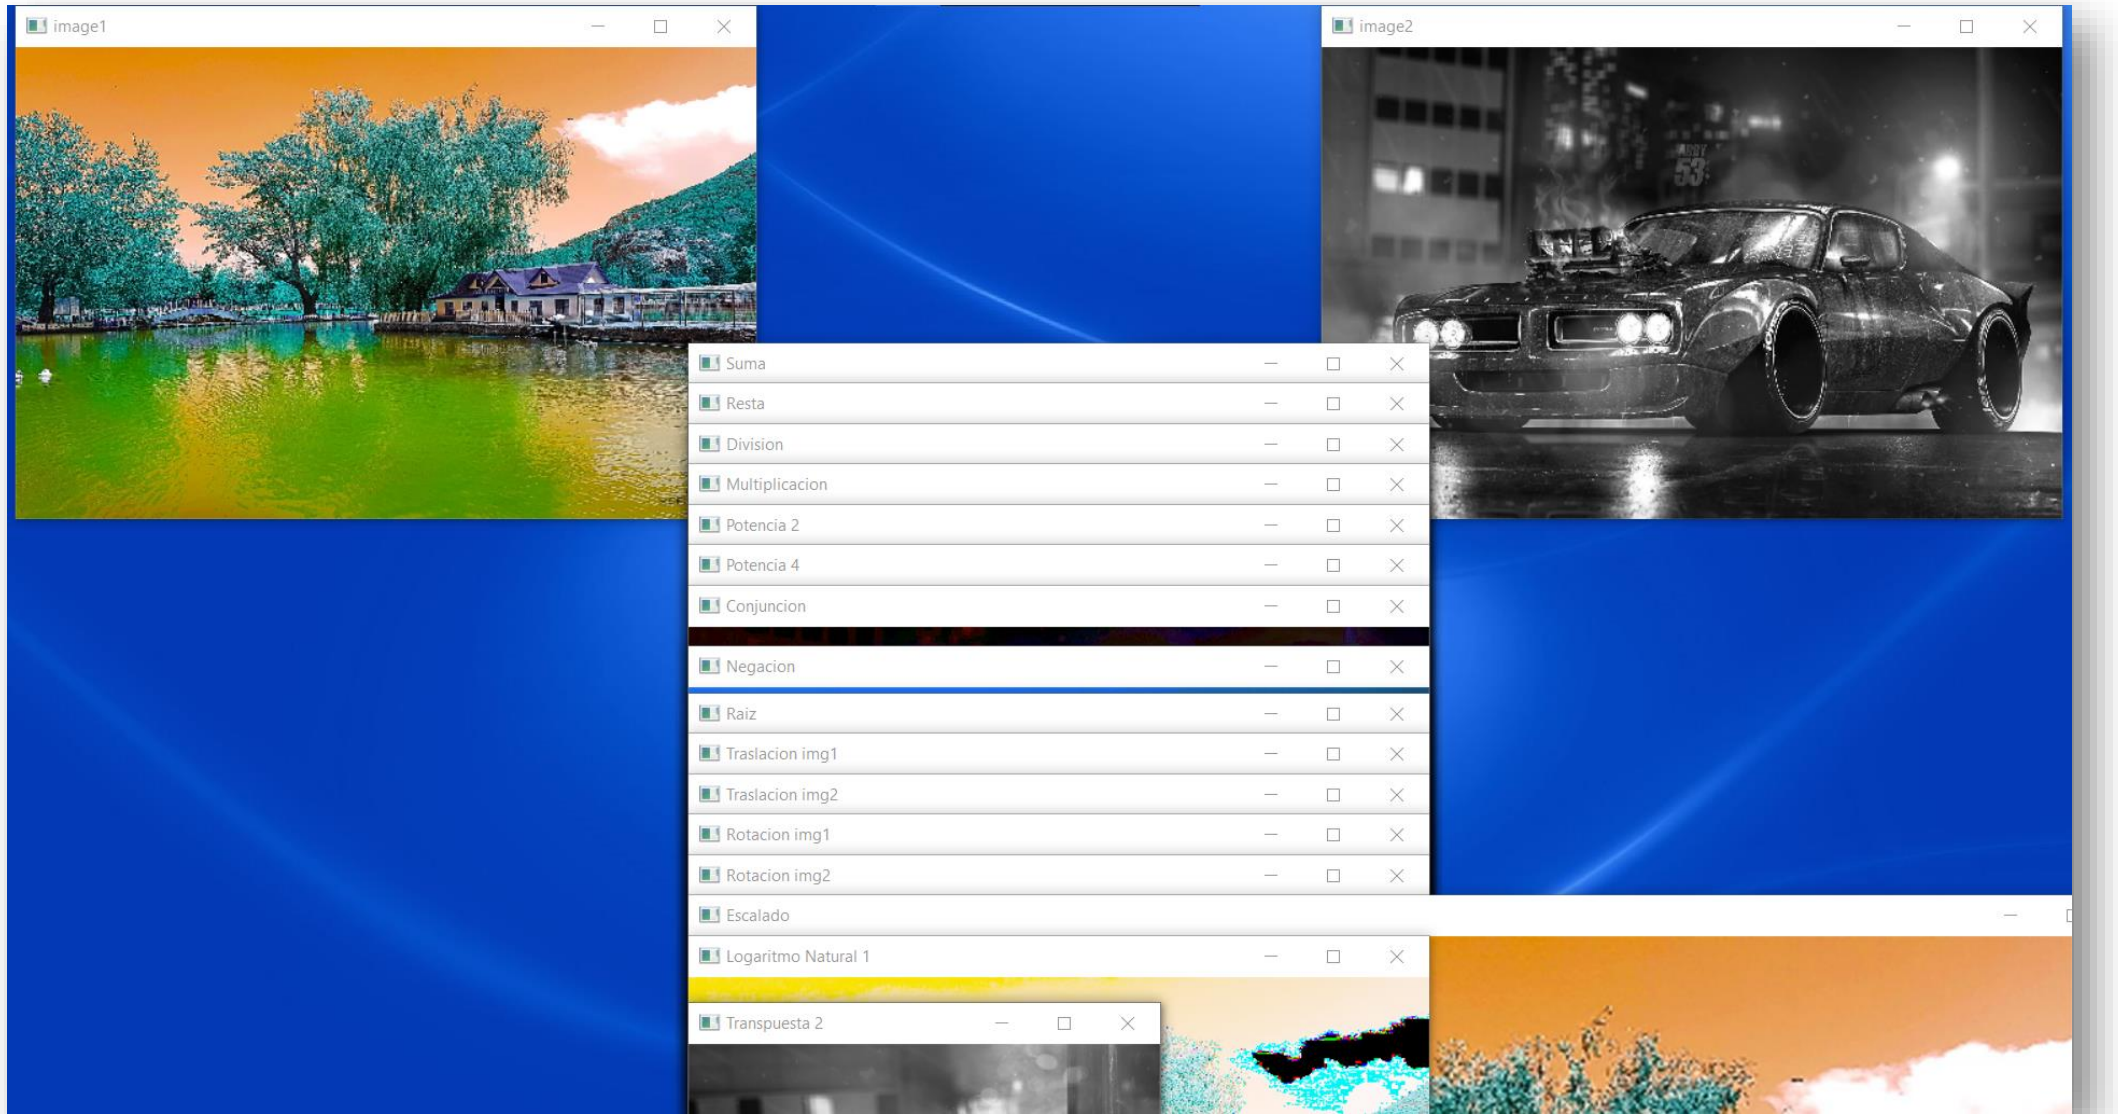 image1
image2
53
Suma
Resta
Division
Multiplicacion
Potencia 2
Potencia 4
Conjuncion
Negacion
Raiz
Traslacion img1
Traslacion img2
Rotacion img1
Rotacion img2
Escalado
Logaritmo Natural 1
Transpuesta 2